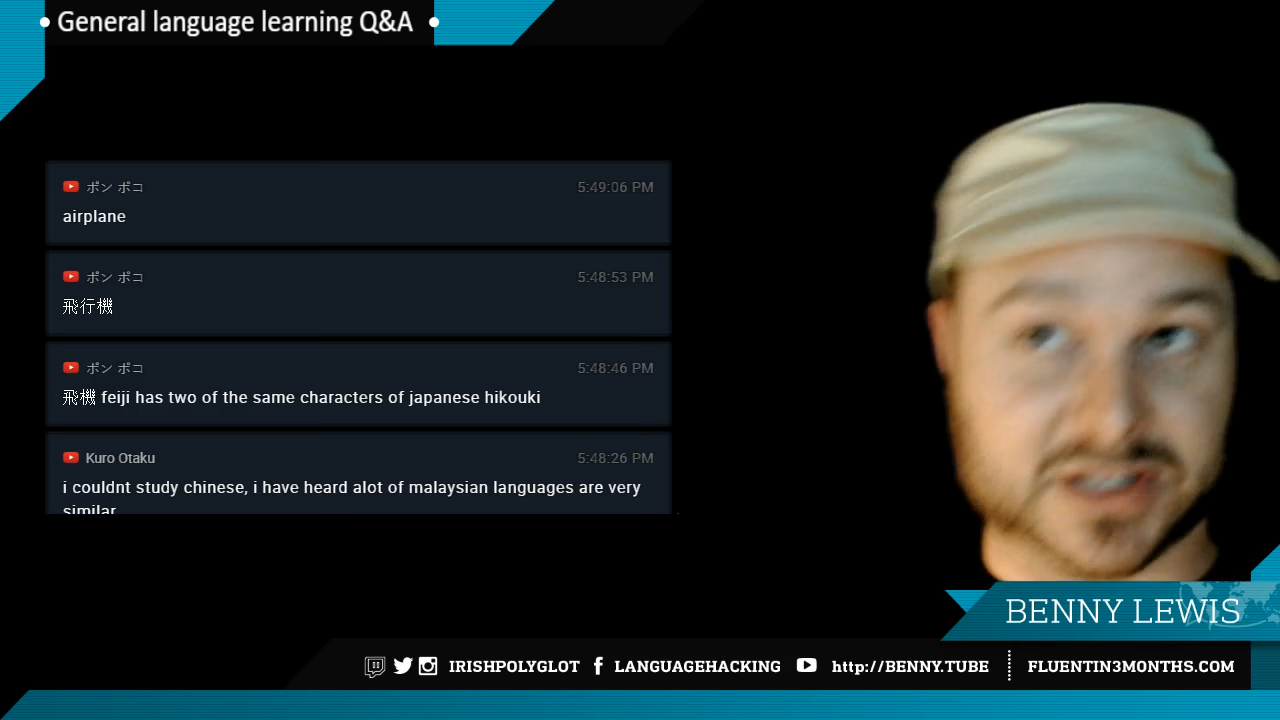 General language learning Q&A
ポン ポコ 5:49:06 PM
airplane
ポン ポコ 5:48:53 PM
飛行機
ポン ポコ 5:48:46 PM
飛機 feiji has two of the same characters of japanese hikouki
Kuro Otaku 5:48:26 PM
i couldnt study chinese, i have heard alot of malaysian languages are very
similar
BENNY LEWIS
IRISHPOLYGLOT LANGUAGEHACKING http://BENNY.TUBE FLUENTIN3MONTHS.COM